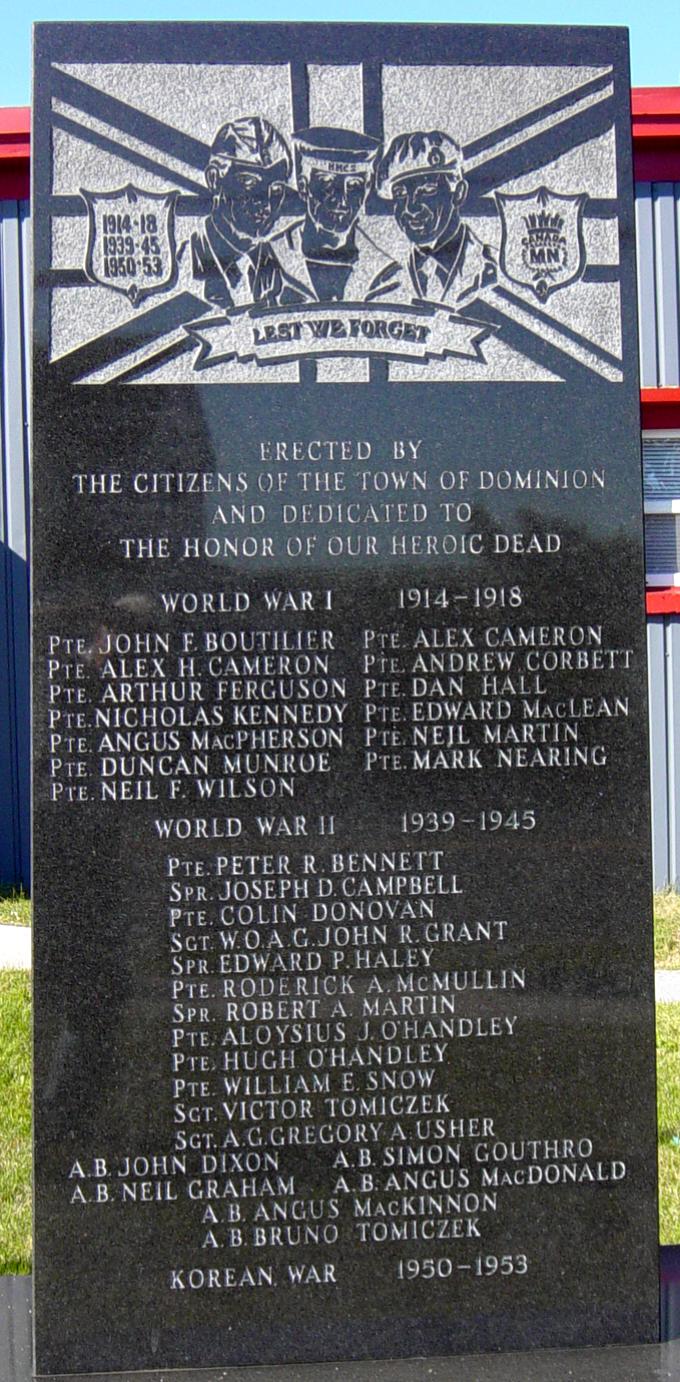 HMCS
1914-18
1939-45
1950-53
CANADA
MN
LEST WE FORGET
ERECTED BY
THE CITIZENS OF THE TOWN OF DOMINION
AND DEDICATED TO
THE HONOR OF OUR HEROIC DEAD
WORLD WAR I 1914-1918
PTE. JOHN F. BOUTILIER PTE. ALEX CAMERON
PTE. ALEX H. CAMERON PTE. ANDREW CORBETT
PTE. ARTHUR FERGUSON PTE. DAN HALL
PTE. NICHOLAS KENNEDY PTE. EDWARD MACLEAN
PTE. ANGUS MACPHERSON PTE. NEIL MARTIN
PTE. DUNCAN MUNROE PTE. MARK NEARING
PTE. NEIL F. WILSON
WORLD WAR II 1939-1945
PTE. PETER R. BENNETT
SPR. JOSEPH D. CAMPBELL
PTE. COLIN DONOVAN
SGT. W.O.A.G. JOHN R. GRANT
SPR. EDWARD P. HALEY
PTE. RODERICK A. MCMULLIN
SPR. ROBERT A. MARTIN
PTE. ALOYSIUS J. O'HANDLEY
PTE. HUGH O'HANDLEY
PTE. WILLIAM E. SNOW
SGT. VICTOR TOMICZEK
SGT. A.G. GREGORY A. USHER
A.B. JOHN DIXON A.B. SIMON GOUTHRO
A.B. NEIL GRAHAM A.B. ANGUS MACDONALD
A.B. ANGUS MACKINNON
A.B. BRUNO TOMICZEK
KOREAN WAR 1950-1953